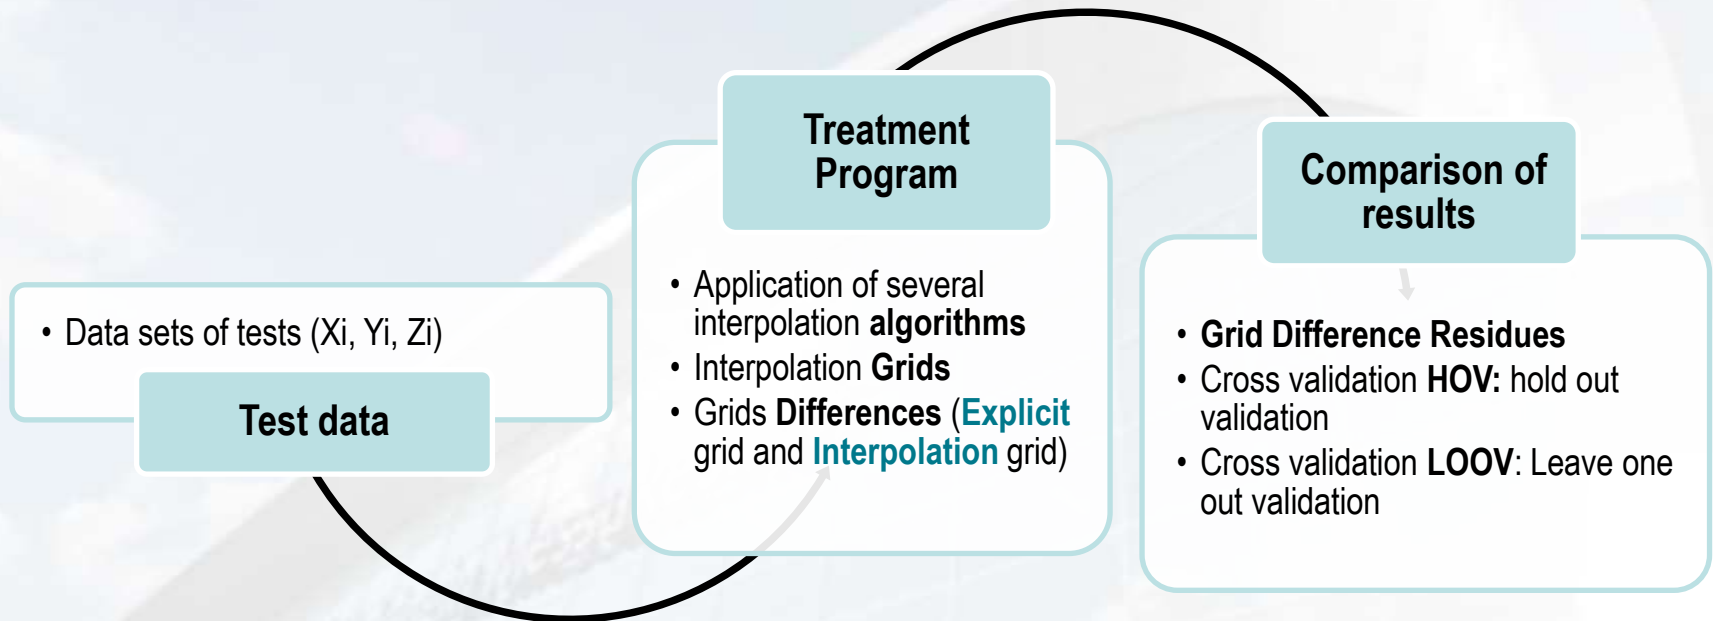 • Data sets of tests (Xi, Yi, Zi)
Test data
Treatment
Program
• Application of several
interpolation algorithms
• Interpolation Grids
• Grids Differences (Explicit
grid and Interpolation grid)
Comparison of
results
• Grid Difference Residues
• Cross validation HOV: hold out
validation
• Cross validation LOOV: Leave one
out validation